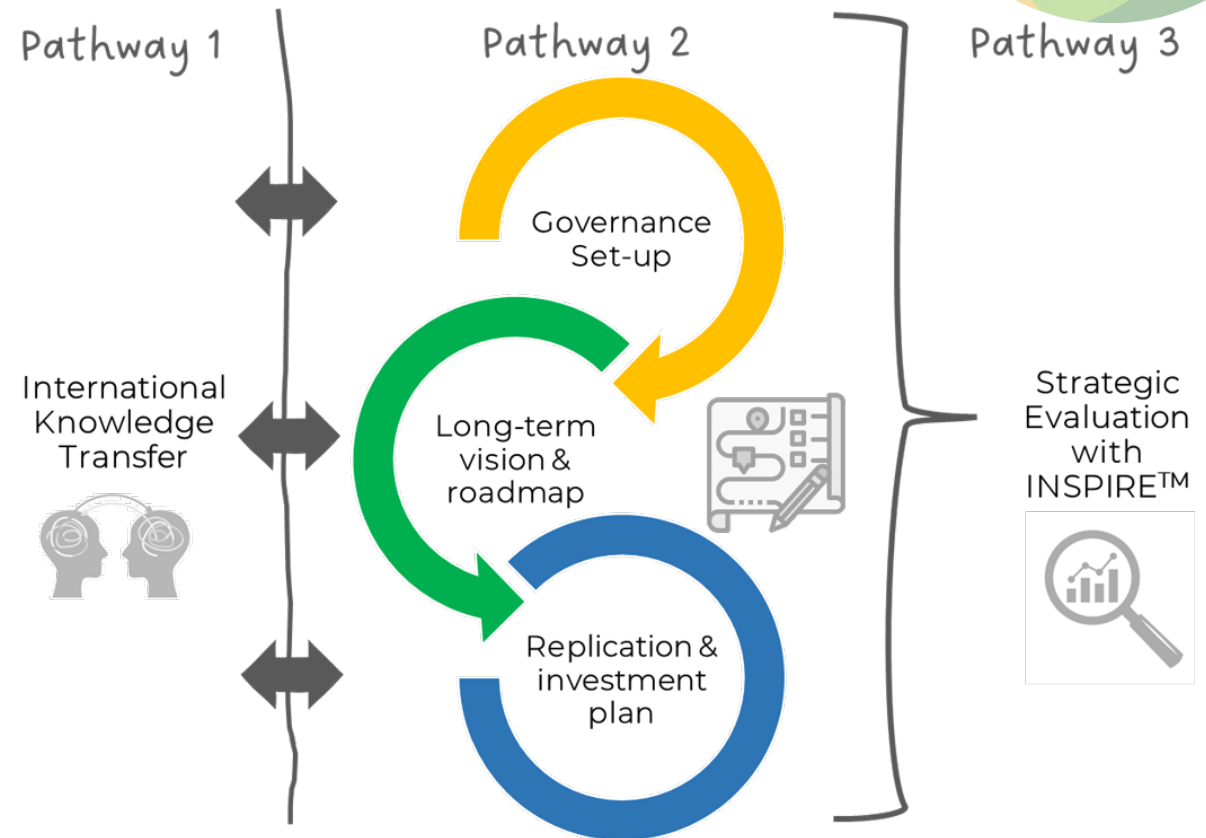 Pathway 1
Pathway 2
Pathway 3
Governance
Set-up
International
Knowledge
Transfer
Long-term
vision &
roadmap
Strategic
Evaluation
with
INSPIRE™
Replication &
investment
plan